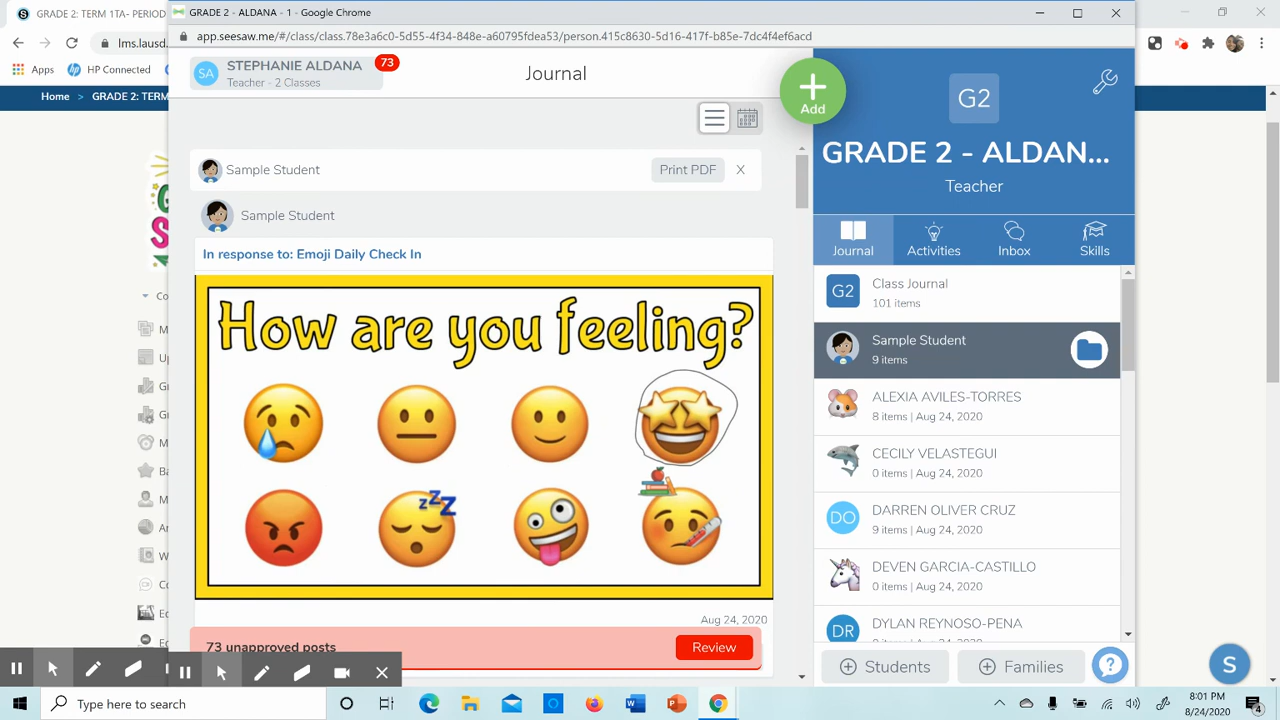 GRADE 2: TERM 1TA- PERIOD
GRADE 2 - ALDANA - 1 - Google Chrome
lms.lausd
app.seesaw.me/#/class/class.78e3a6c0-5d55-4f34-848e-a60795fdea53/person.415c8630-5d16-417f-b85e-7dc4f4ef6acd
Apps
HP Connected
Home > GRADE 2: TERM
SA
STEPHANIE ALDANA
Teacher - 2 Classes
73
Journal
Add
G2
GRADE 2 - ALDAN...
Teacher
Journal
Activities
Inbox
Skills
Sample Student
Print PDF
X
Sample Student
In response to: Emoji Daily Check In
How are you feeling?
zZZ
Aug 24, 2020
73 unapproved posts
Review
G2
Class Journal
101 items
Sample Student
9 items
ALEXIA AVILES-TORRES
8 items | Aug 24, 2020
CECILY VELASTEGUI
0 items | Aug 24, 2020
DO
DARREN OLIVER CRUZ
9 items | Aug 24, 2020
DEVEN GARCIA-CASTILLO
0 items | Aug 24, 2020
DR
DYLAN REYNOSO-PENA
Students
Families
?
S
Type here to search
8:01 PM
8/24/2020
4